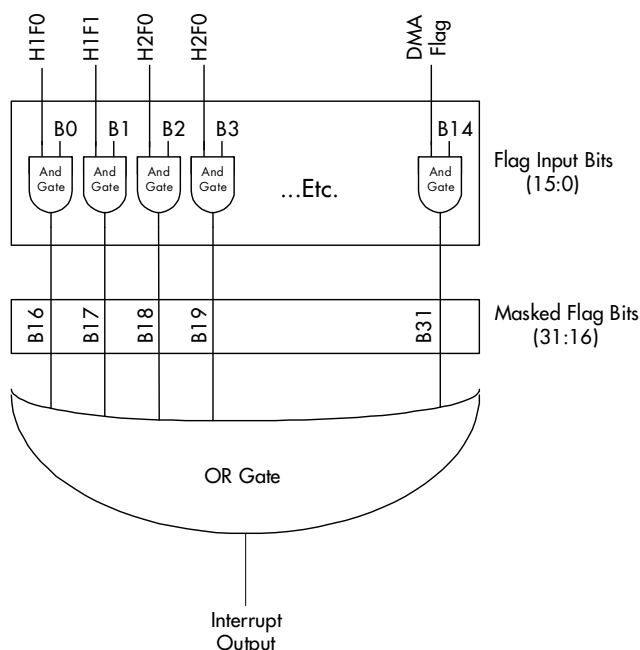 H1F0 H1F1 H2F0 H2F0 DMA
Flag
B0 B1 B2 B3 B14
And
Gate
And
Gate
And
Gate
And
Gate
And
Gate
...Etc.
Flag Input Bits
(15:0)
B16 B17 B18 B19 B31
Masked Flag Bits
(31:16)
OR Gate
Interrupt
Output